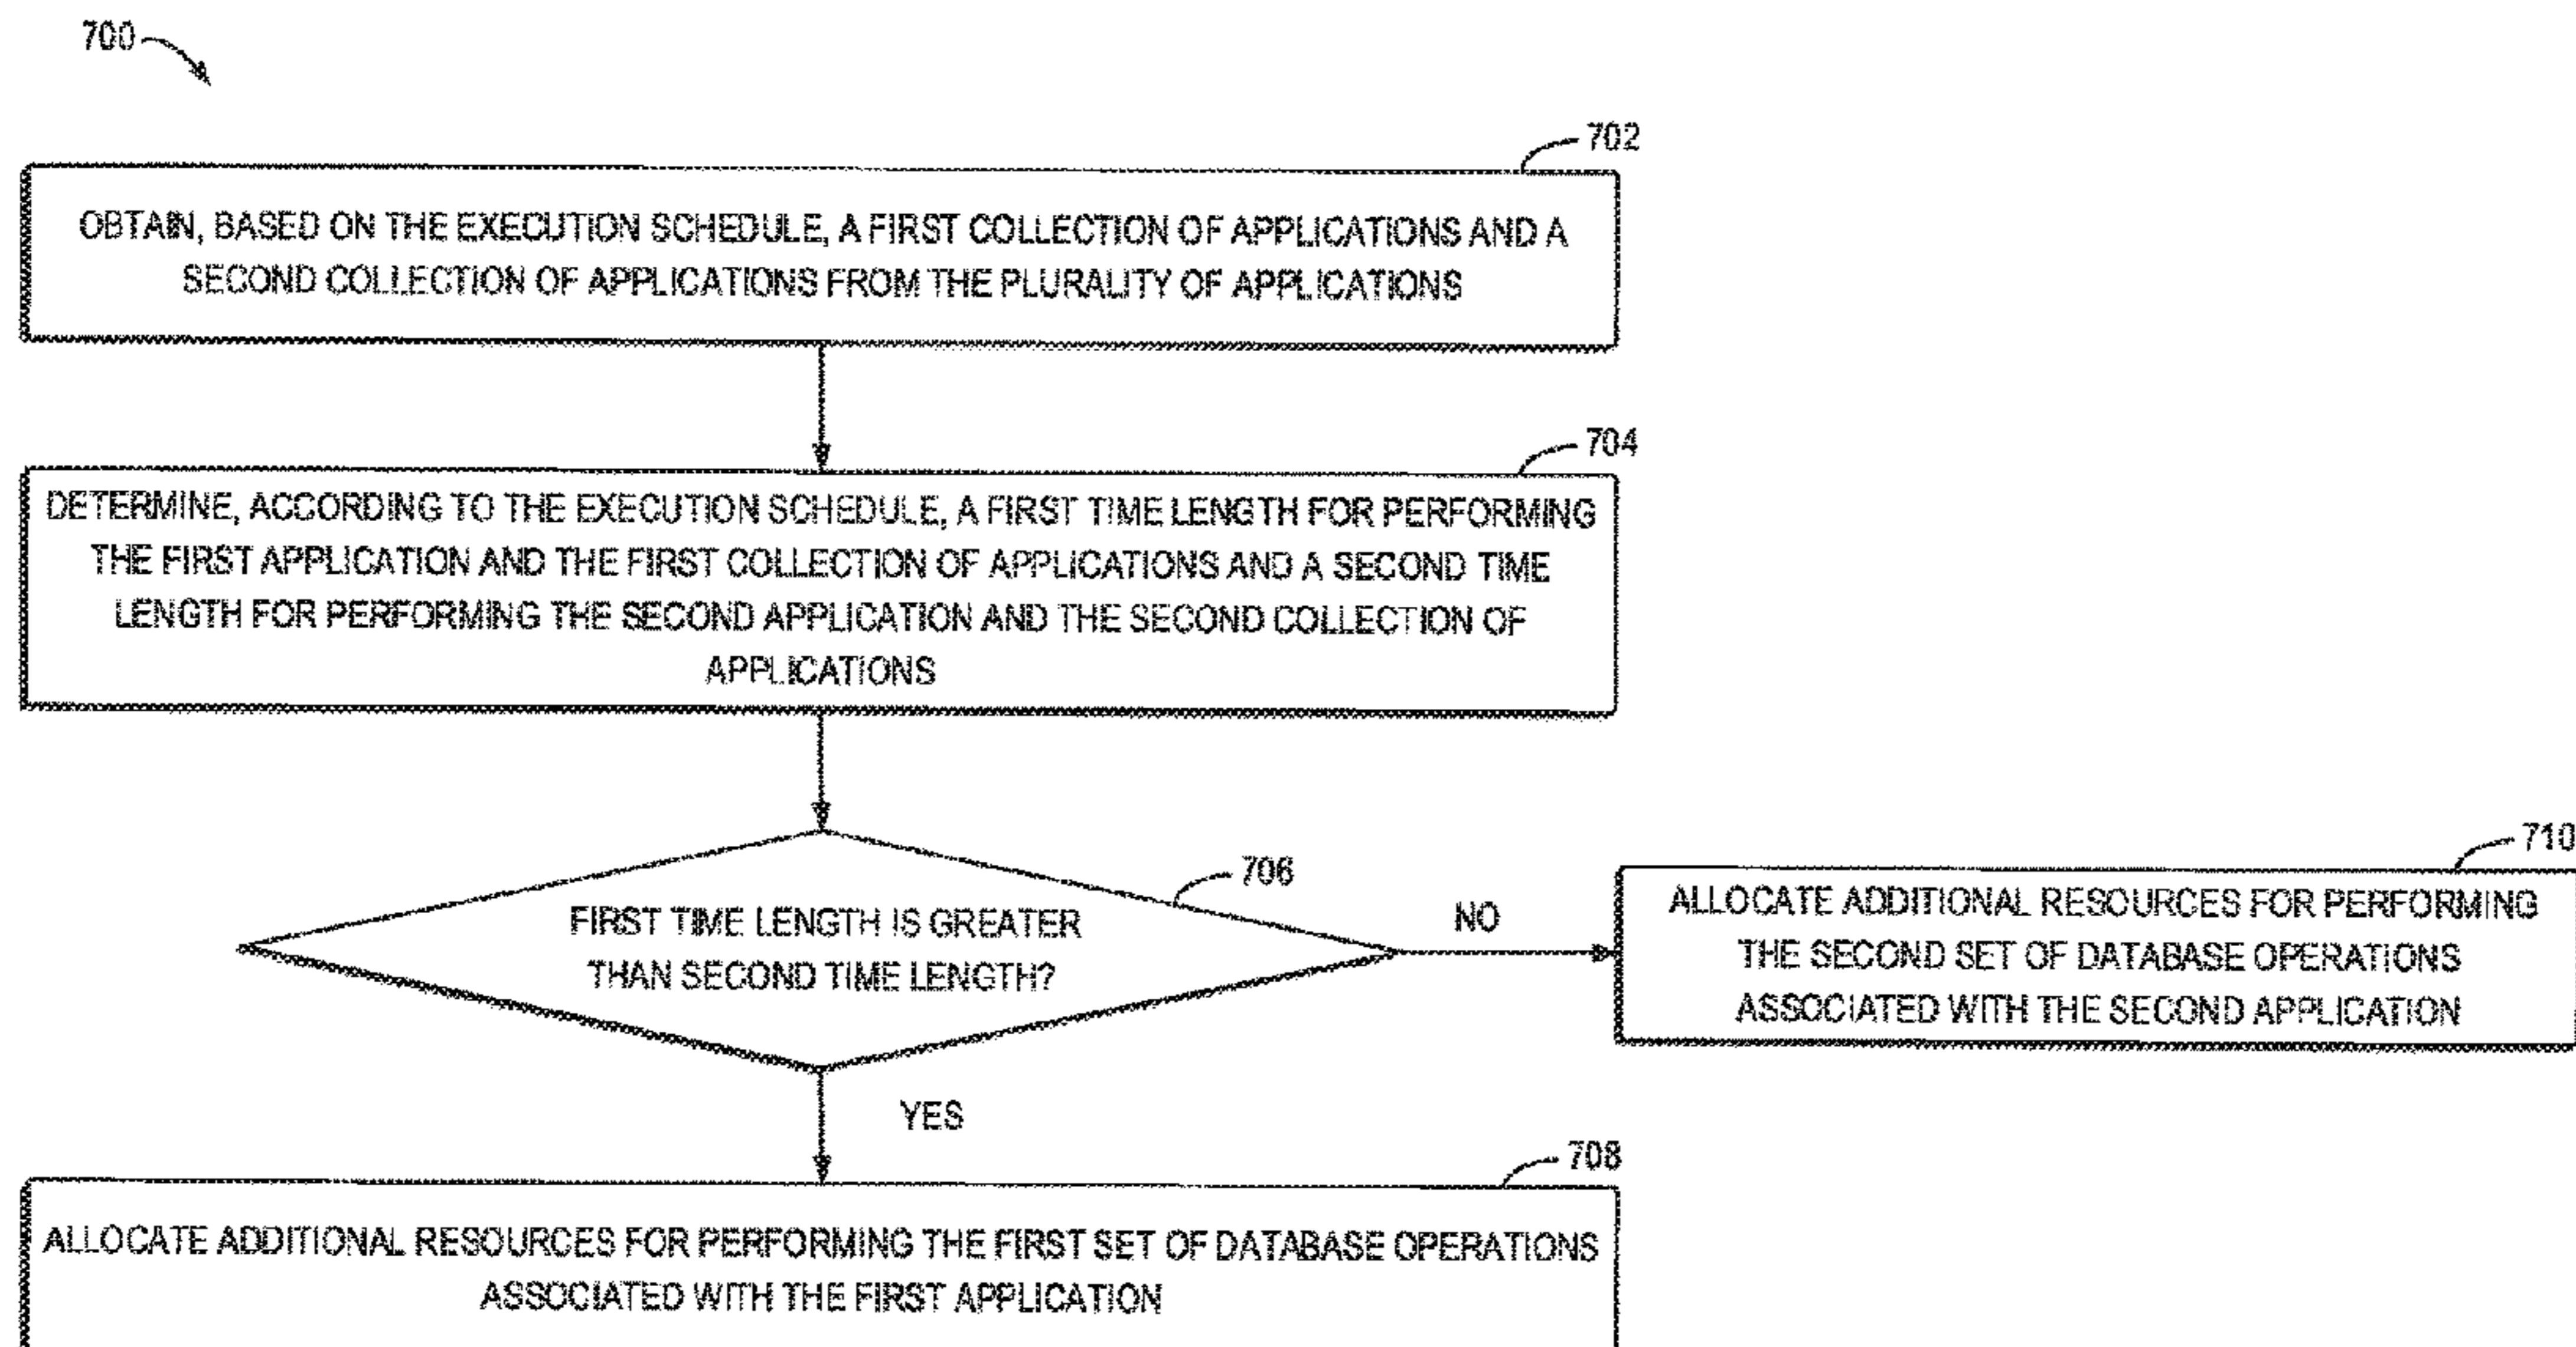 700
702
OBTAIN, BASED ON THE EXECUTION SCHEDULE, A FIRST COLLECTION OF APPLICATIONS AND A
SECOND COLLECTION OF APPLICATIONS FROM THE PLURALITY OF APPLICATIONS
704
DETERMINE, ACCORDING TO THE EXECUTION SCHEDULE, A FIRST TIME LENGTH FOR PERFORMING
THE FIRST APPLICATION AND THE FIRST COLLECTION OF APPLICATIONS AND A SECOND TIME
LENGTH FOR PERFORMING THE SECOND APPLICATION AND THE SECOND COLLECTION OF
APPLICATIONS
706
FIRST TIME LENGTH IS GREATER
THAN SECOND TIME LENGTH?
NO
710
ALLOCATE ADDITIONAL RESOURCES FOR PERFORMING
THE SECOND SET OF DATABASE OPERATIONS
ASSOCIATED WITH THE SECOND APPLICATION
YES
708
ALLOCATE ADDITIONAL RESOURCES FOR PERFORMING THE FIRST SET OF DATABASE OPERATIONS
ASSOCIATED WITH THE FIRST APPLICATION